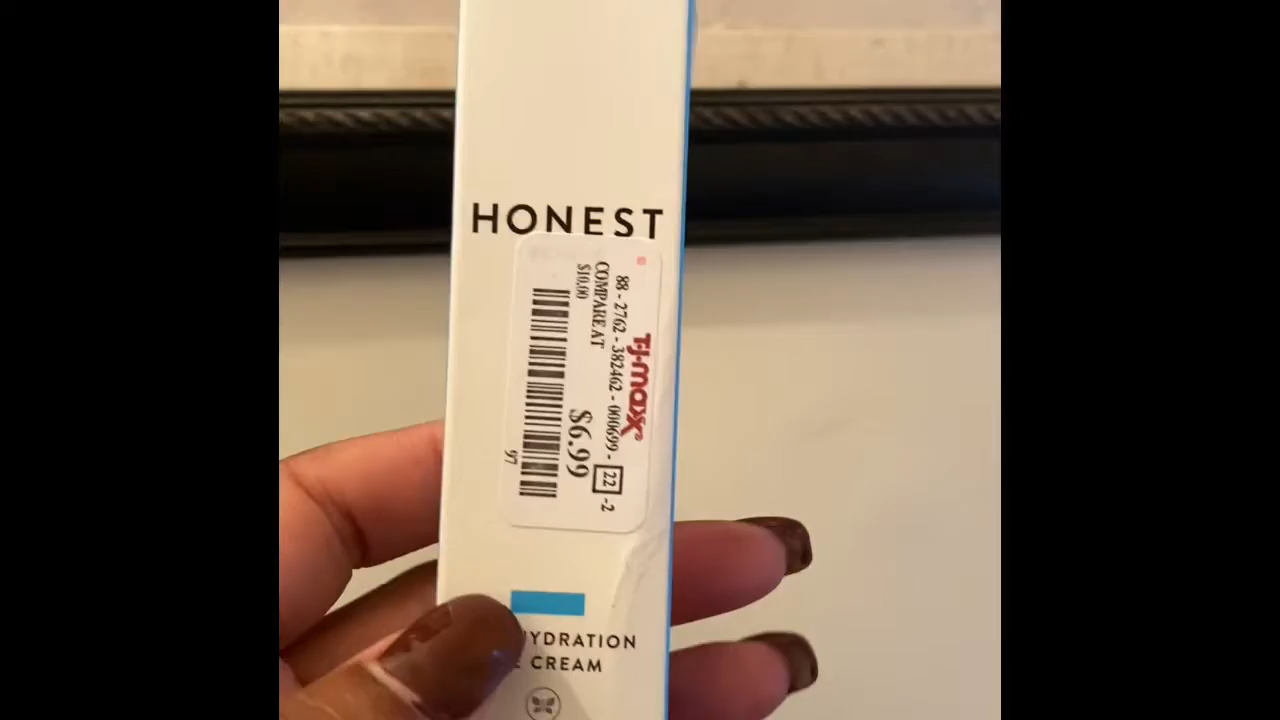 HONEST
T.J.maxx®
88 - 2762 - 382462 - 000699 - 22 -2
COMPARE AT
$10.00
$6.99
97
HYDRATION
CREAM